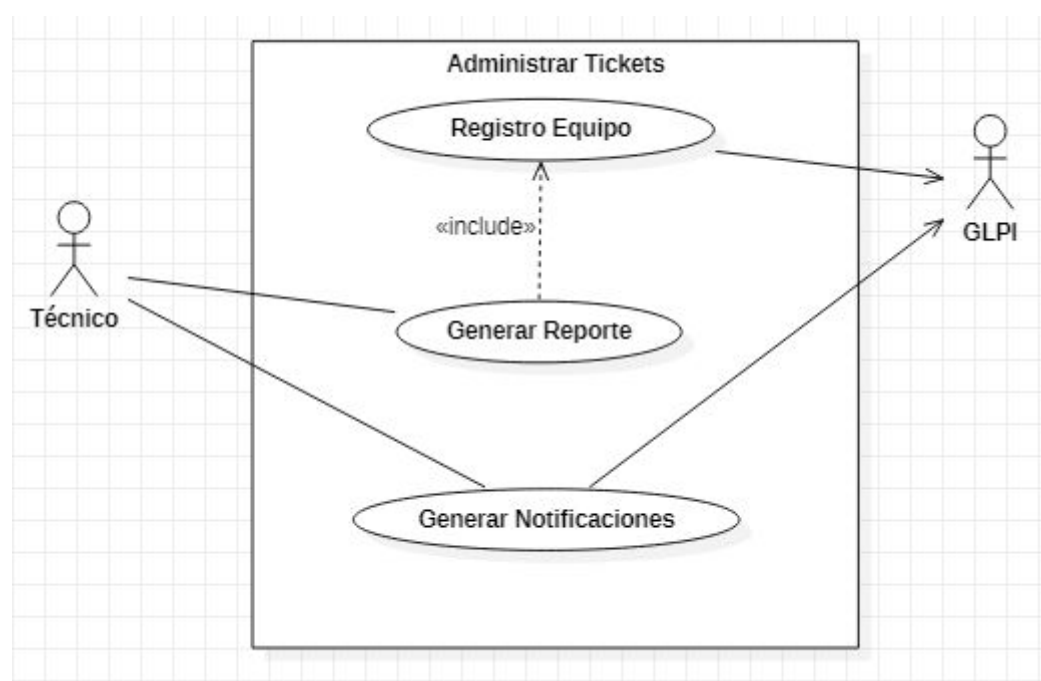 Administrar Tickets
Registro Equipo
«include»
GLPI
Técnico
Generar Reporte
Generar Notificaciones